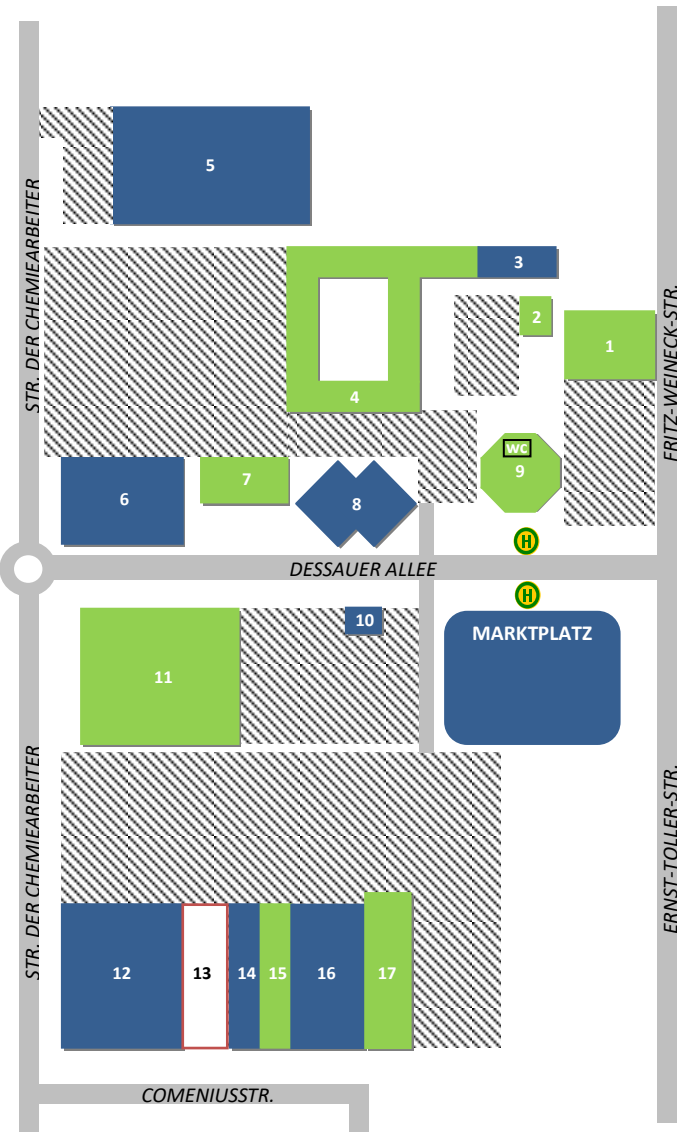 5
STR. DER CHEMIEARBEITER
3
2
1
FRITZ-WEINECK-STR.
4
WC
9
7
6
8
H
DESSAUER ALLEE
H
10
MARKTPLATZ
11
STR. DER CHEMIEARBEITER
ERNST-TOLLER-STR.
12
13
14
15
16
17
COMENIUSSTR.